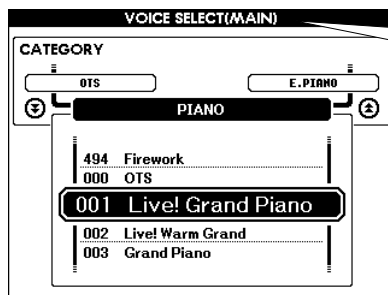 VOICE SELECT(MAIN)
CATEGORY
OTS
E.PIANO
PIANO
494 Firework
000 OTS
001 Live! Grand Piano
002 Live! Warm Grand
003 Grand Piano